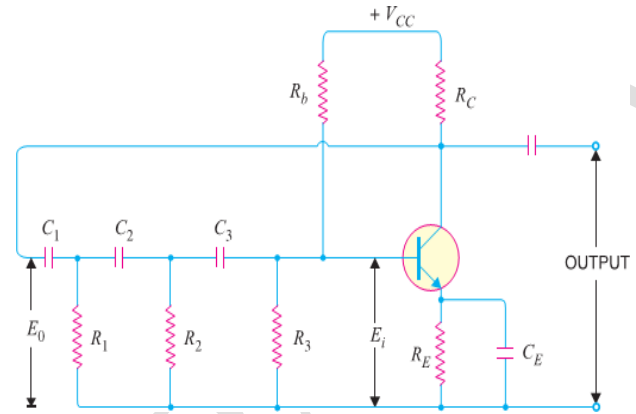 + V_CC
R_b
R_C
C_1
C_2
C_3
OUTPUT
E_0
R_1
R_2
R_3
E_i
R_E
C_E